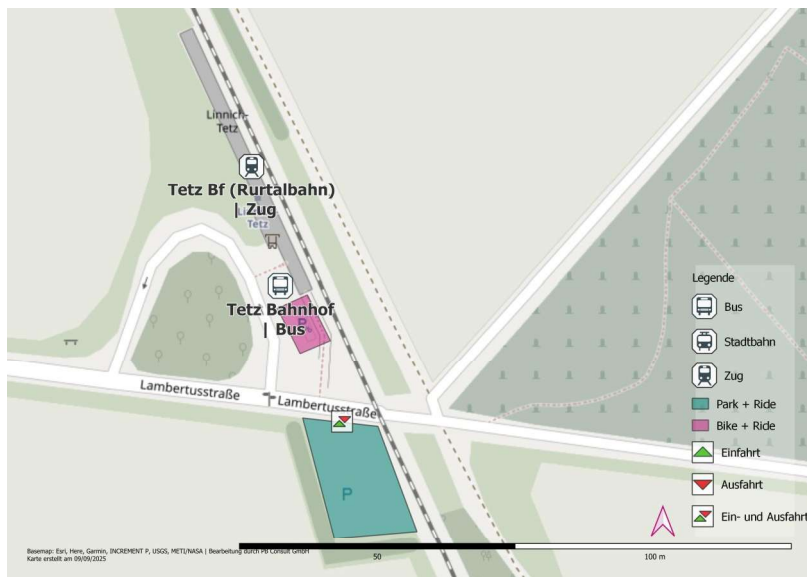 Linnich-
Tetz
Tetz Bf (Rurtalbahn)
| Zug
Tetz
Tetz Bahnhof
| Bus
P
Lambertusstraße
Lambertusstraße
P
Legende
Bus
Stadtbahn
Zug
Park + Ride
Bike + Ride
Einfahrt
Ausfahrt
Ein- und Ausfahrt
Basemap: Esri, Here, Garmin, INCREMENT P, USGS, METI/NASA | Bearbeitung durch PB Consult GmbH
Karte erstellt am 09/09/2025
50
100 m